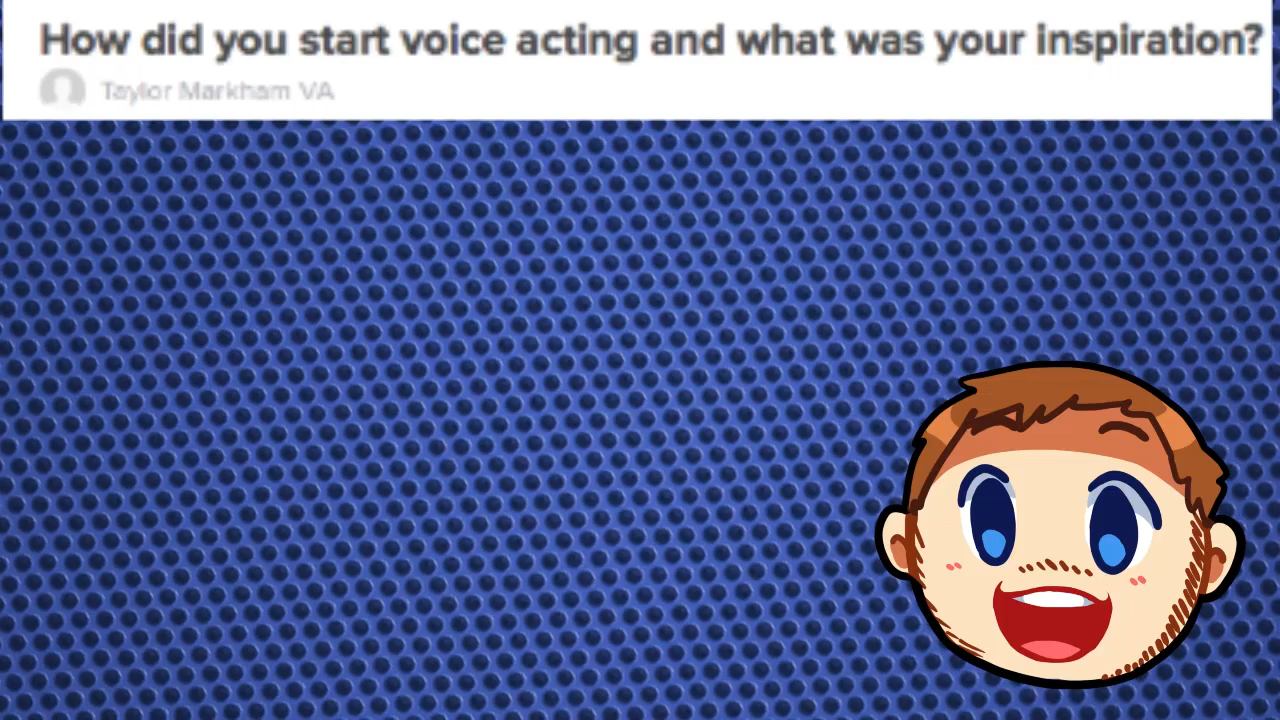 How did you start voice acting and what was your inspiration?
Taylor Markham VA